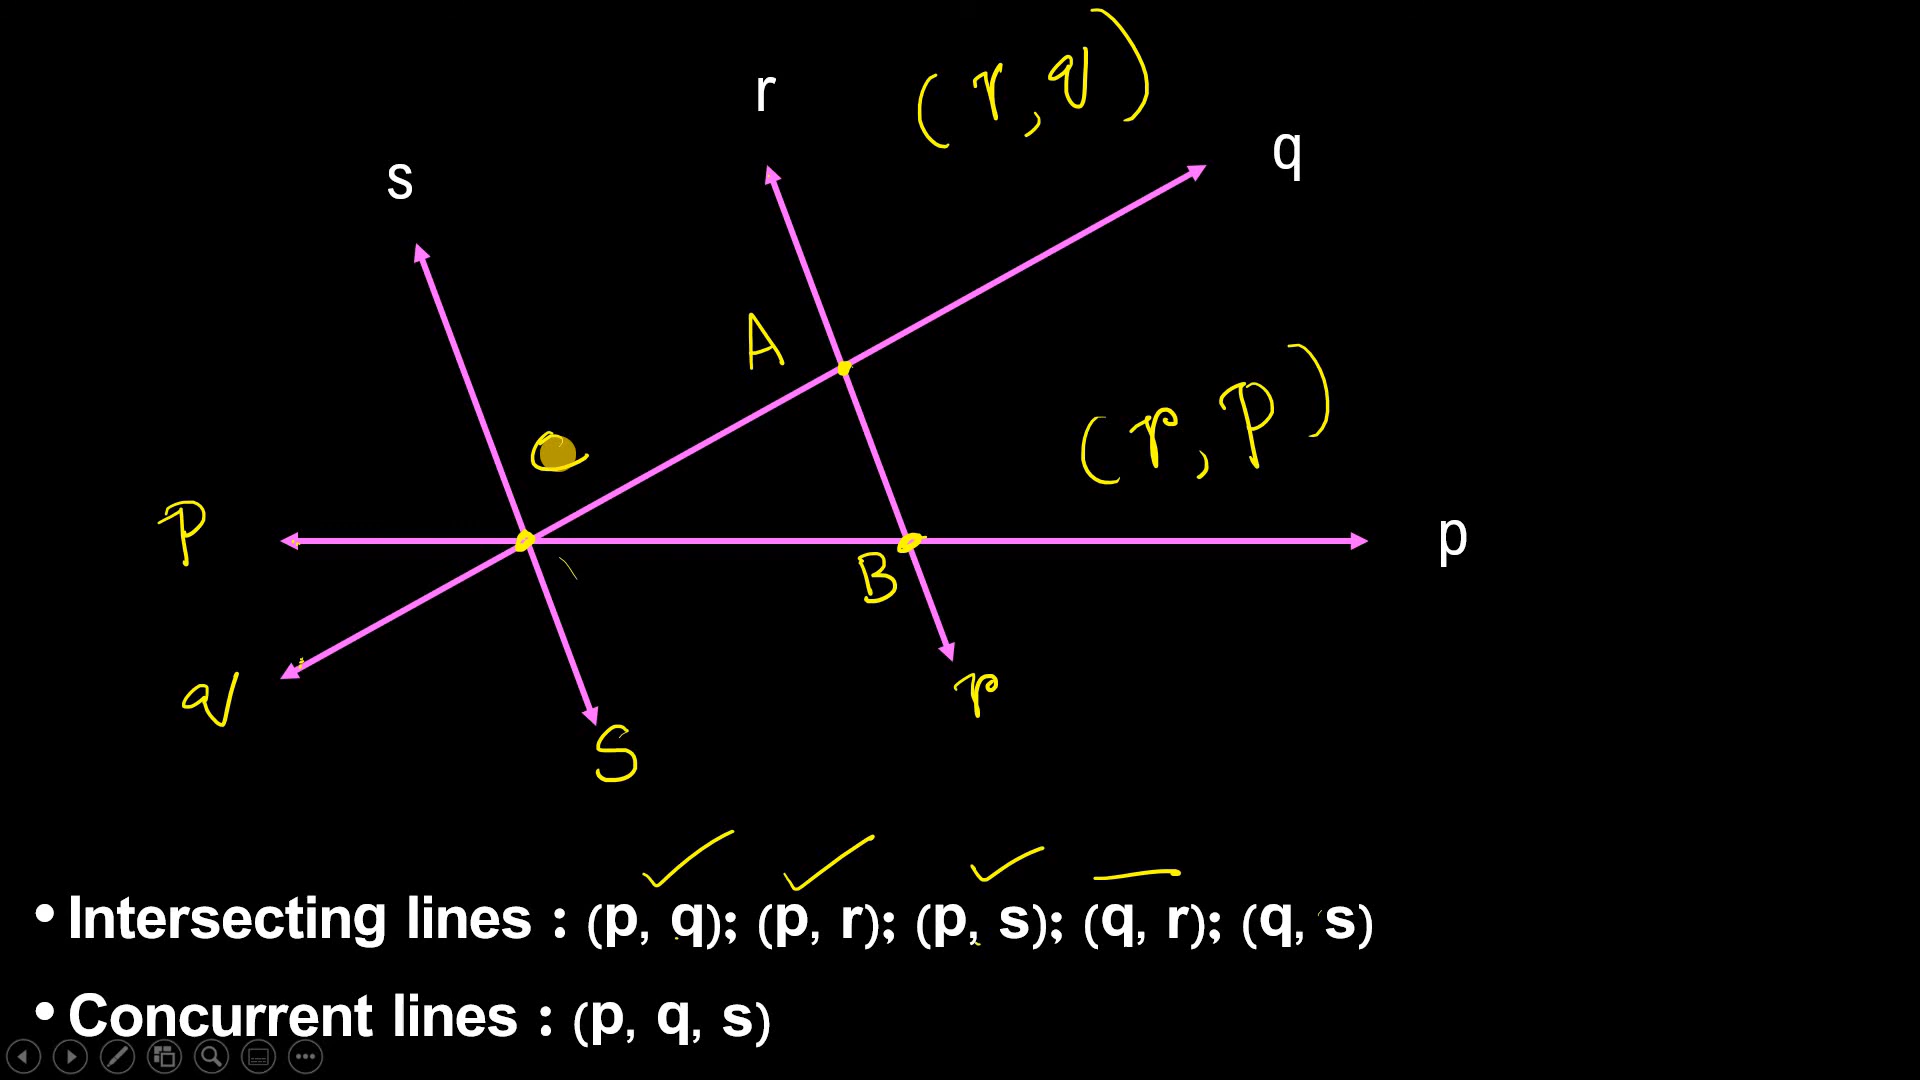 r
(r, q)
q
s
A
(r, p)
P
p
B
q
r
S
• Intersecting lines : (p, q); (p, r); (p, s); (q, r); (q, s)
• Concurrent lines : (p, q, s)